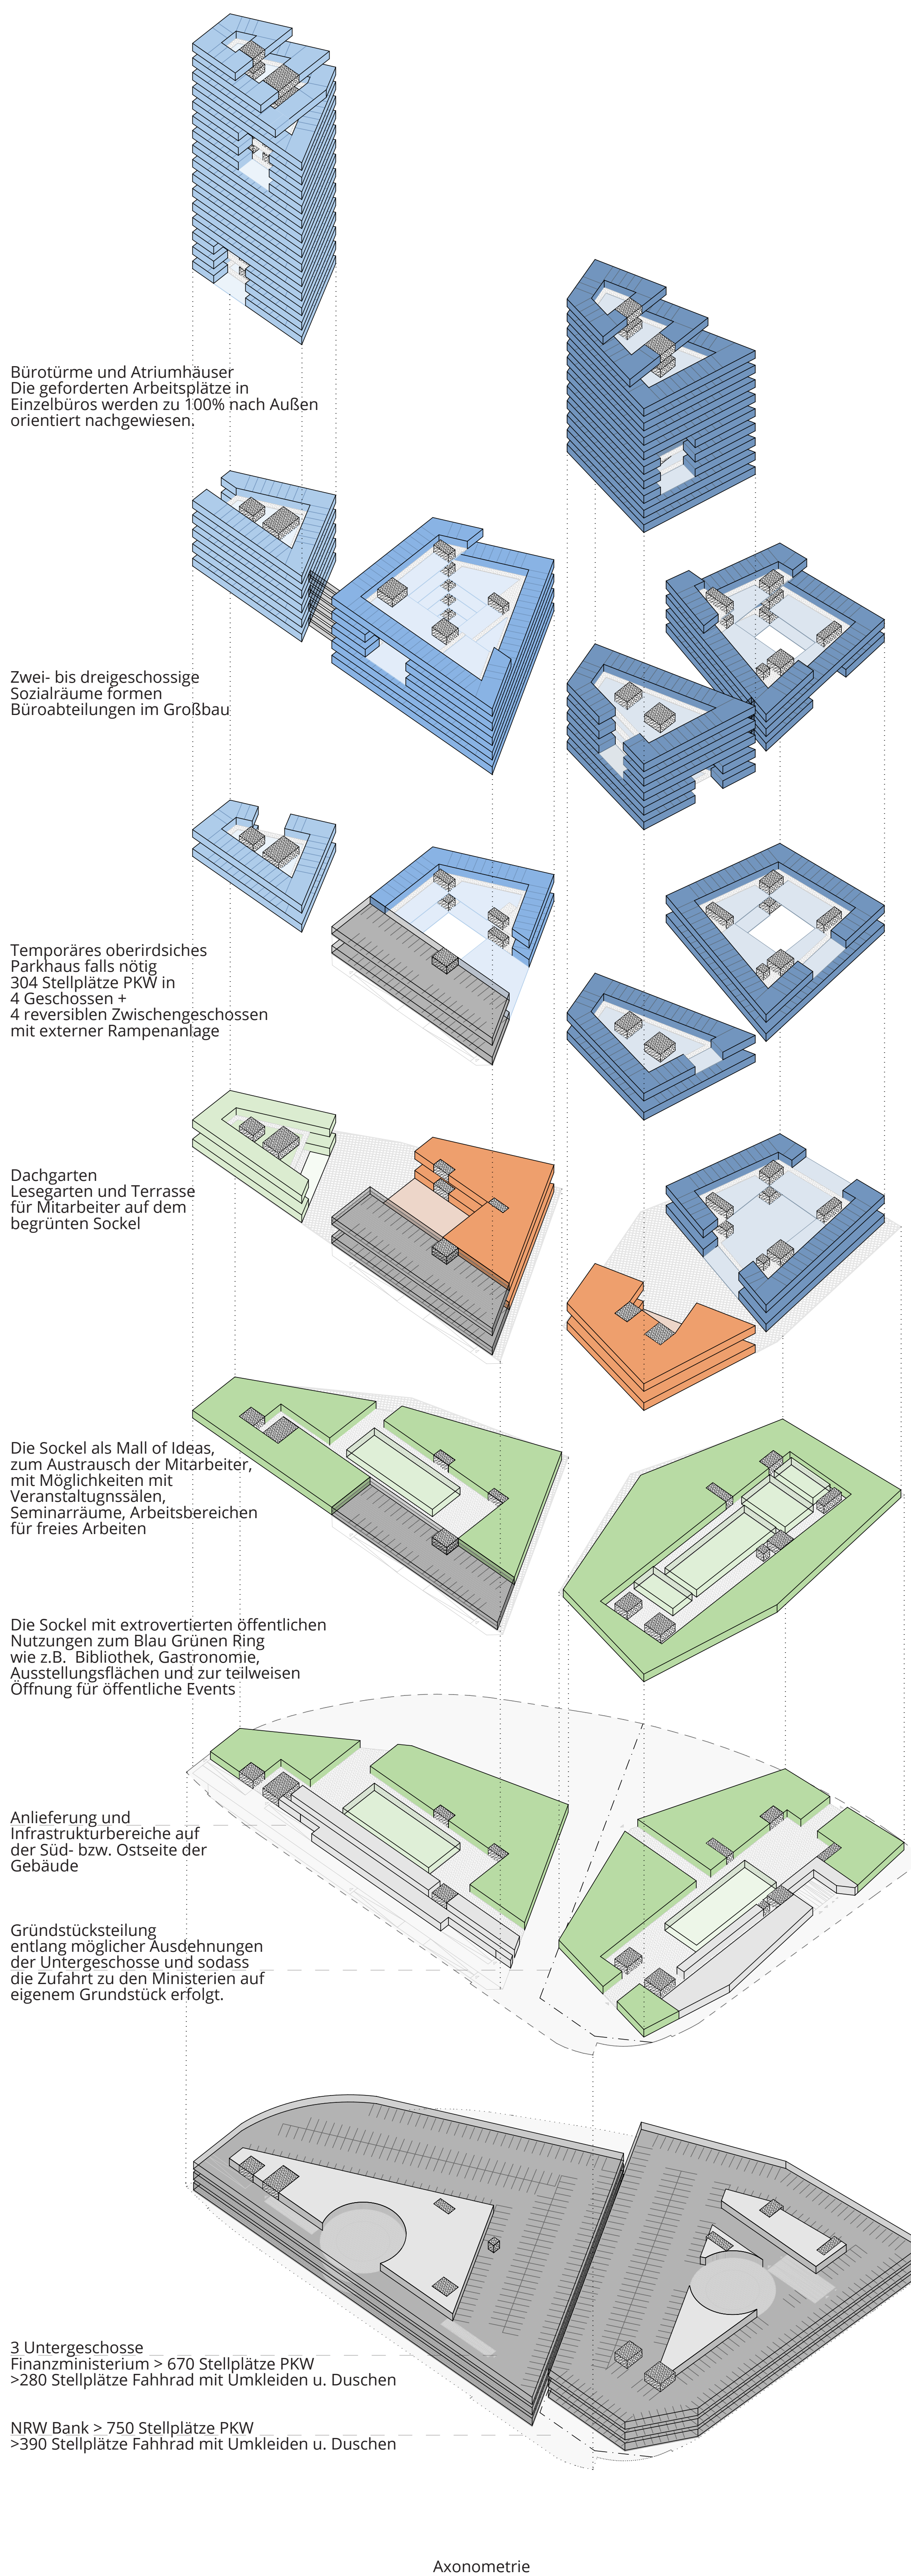 Bürotürme und Atriumhäuser
Die geforderten Arbeitsplätze in
Einzelbüros werden zu 100% nach Außen
orientiert nachgewiesen.
Zwei- bis dreigeschossige
Sozialräume formen
Büroabteilungen im Großbau
Temporäres oberirdsiches
Parkhaus falls nötig
304 Stellplätze PKW in
4 Geschossen +
4 reversiblen Zwischengeschossen
mit externer Rampenanlage
Dachgarten
Lesegarten und Terrasse
für Mitarbeiter auf dem
begrünten Sockel
Die Sockel als Mall of Ideas,
zum Austrausch der Mitarbeiter,
mit Möglichkeiten mit
Veranstaltugnssälen,
Seminarräume, Arbeitsbereichen
für freies Arbeiten
Die Sockel mit extrovertierten öffentlichen
Nutzungen zum Blau Grünen Ring
wie z.B. Bibliothek, Gastronomie,
Ausstellungsflächen und zur teilweisen
Öffnung für öffentliche Events
Anlieferung und
Infrastrukturbereiche auf
der Süd- bzw. Ostseite der
Gebäude
Gründstücksteilung
entlang möglicher Ausdehnungen
der Untergeschosse und sodass
die Zufahrt zu den Ministerien auf
eigenem Grundstück erfolgt.
3 Untergeschosse
Finanzministerium > 670 Stellplätze PKW
>280 Stellplätze Fahhrad mit Umkleiden u. Duschen
NRW Bank > 750 Stellplätze PKW
>390 Stellplätze Fahhrad mit Umkleiden u. Duschen
Axonometrie